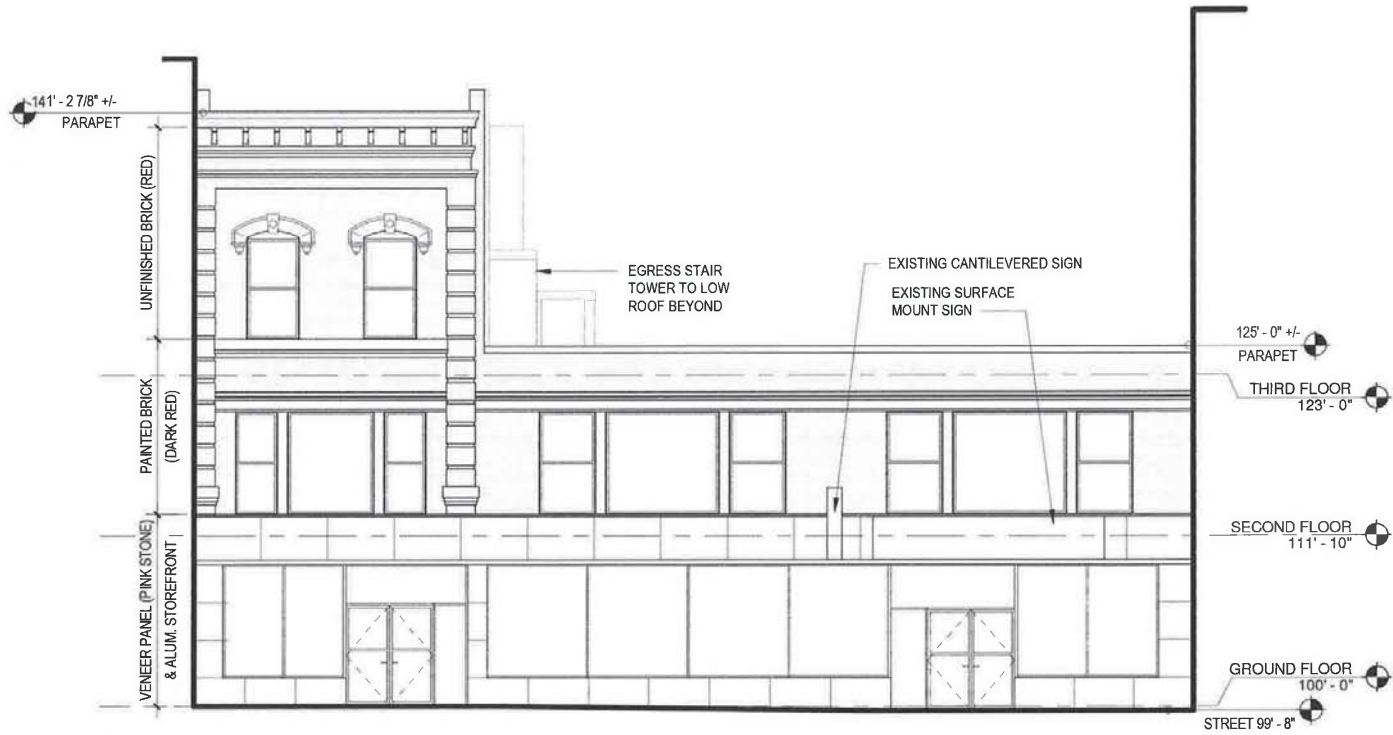 141' - 2 7/8" +/-
PARAPET
UNFINISHED BRICK (RED)
PAINTED BRICK
(DARK RED)
VENEER PANEL (PINK STONE)
& ALUM. STOREFRONT
EGRESS STAIR
TOWER TO LOW
ROOF BEYOND
EXISTING CANTILEVERED SIGN
EXISTING SURFACE
MOUNT SIGN
125' - 0" +/-
PARAPET
THIRD FLOOR
123' - 0"
SECOND FLOOR
111' - 10"
GROUND FLOOR
100' - 0"
STREET 99' - 8"